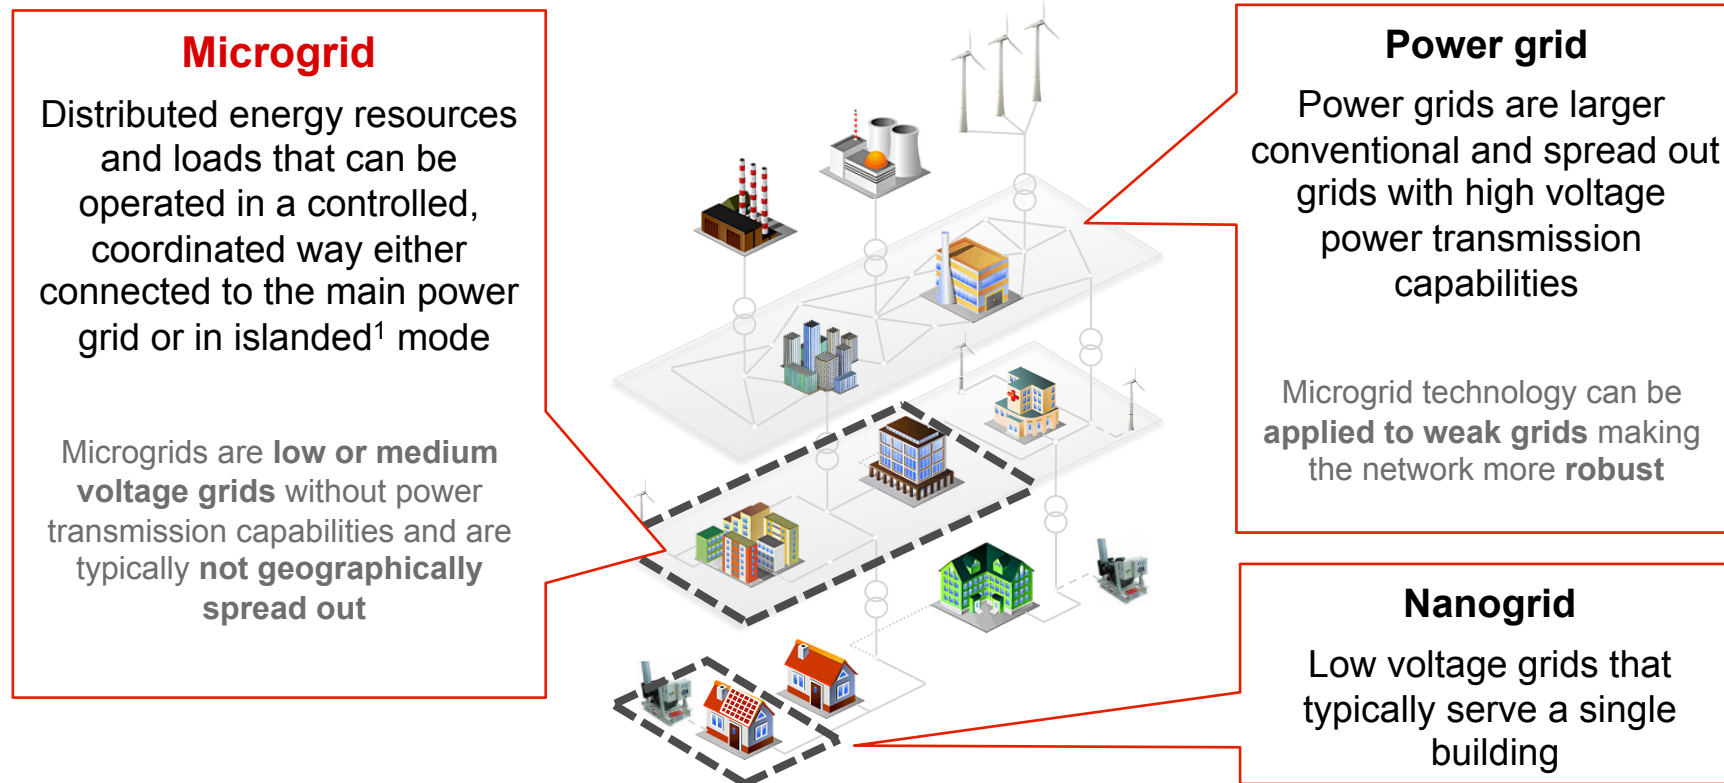 Microgrid
Distributed energy resources
and loads that can be
operated in a controlled,
coordinated way either
connected to the main power
grid or in islanded¹ mode
Microgrids are low or medium
voltage grids without power
transmission capabilities and are
typically not geographically
spread out
Power grid
Power grids are larger
conventional and spread out
grids with high voltage
power transmission
capabilities
Microgrid technology can be
applied to weak grids making
the network more robust
Nanogrid
Low voltage grids that
typically serve a single
building